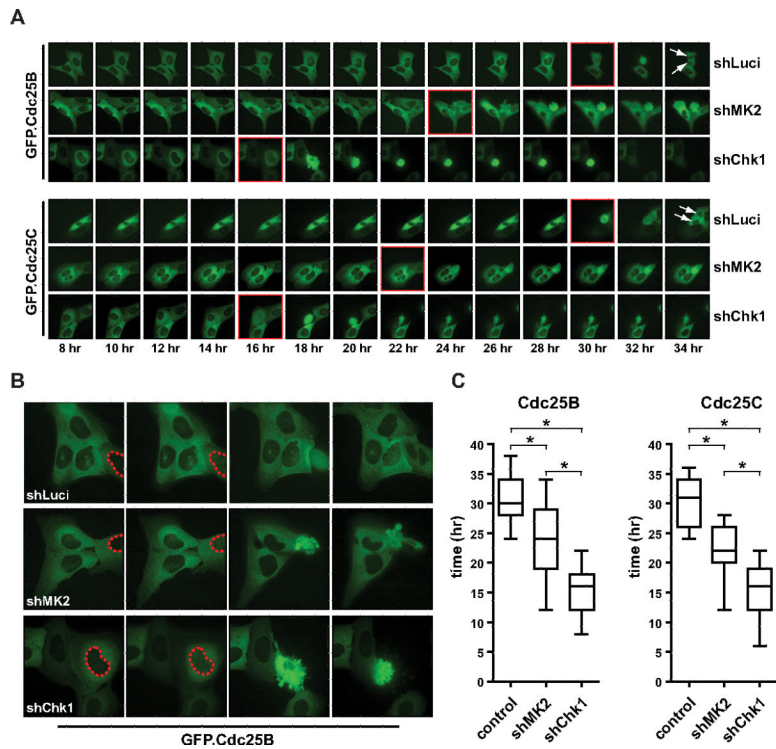 A
GFP.Cdc25B
shLuci
shMK2
shChk1
GFP.Cdc25C
shLuci
shMK2
shChk1
8 hr 10 hr 12 hr 14 hr 16 hr 18 hr 20 hr 22 hr 24 hr 26 hr 28 hr 30 hr 32 hr 34 hr
B
shLuci
shMK2
shChk1
GFP.Cdc25B
C
Cdc25B
* 
*
*
time (hr)
40
35
30
25
20
15
10
5
0
control
shMK2
shChk1
Cdc25C
*
*
*
time (hr)
40
35
30
25
20
15
10
5
0
control
shMK2
shChk1